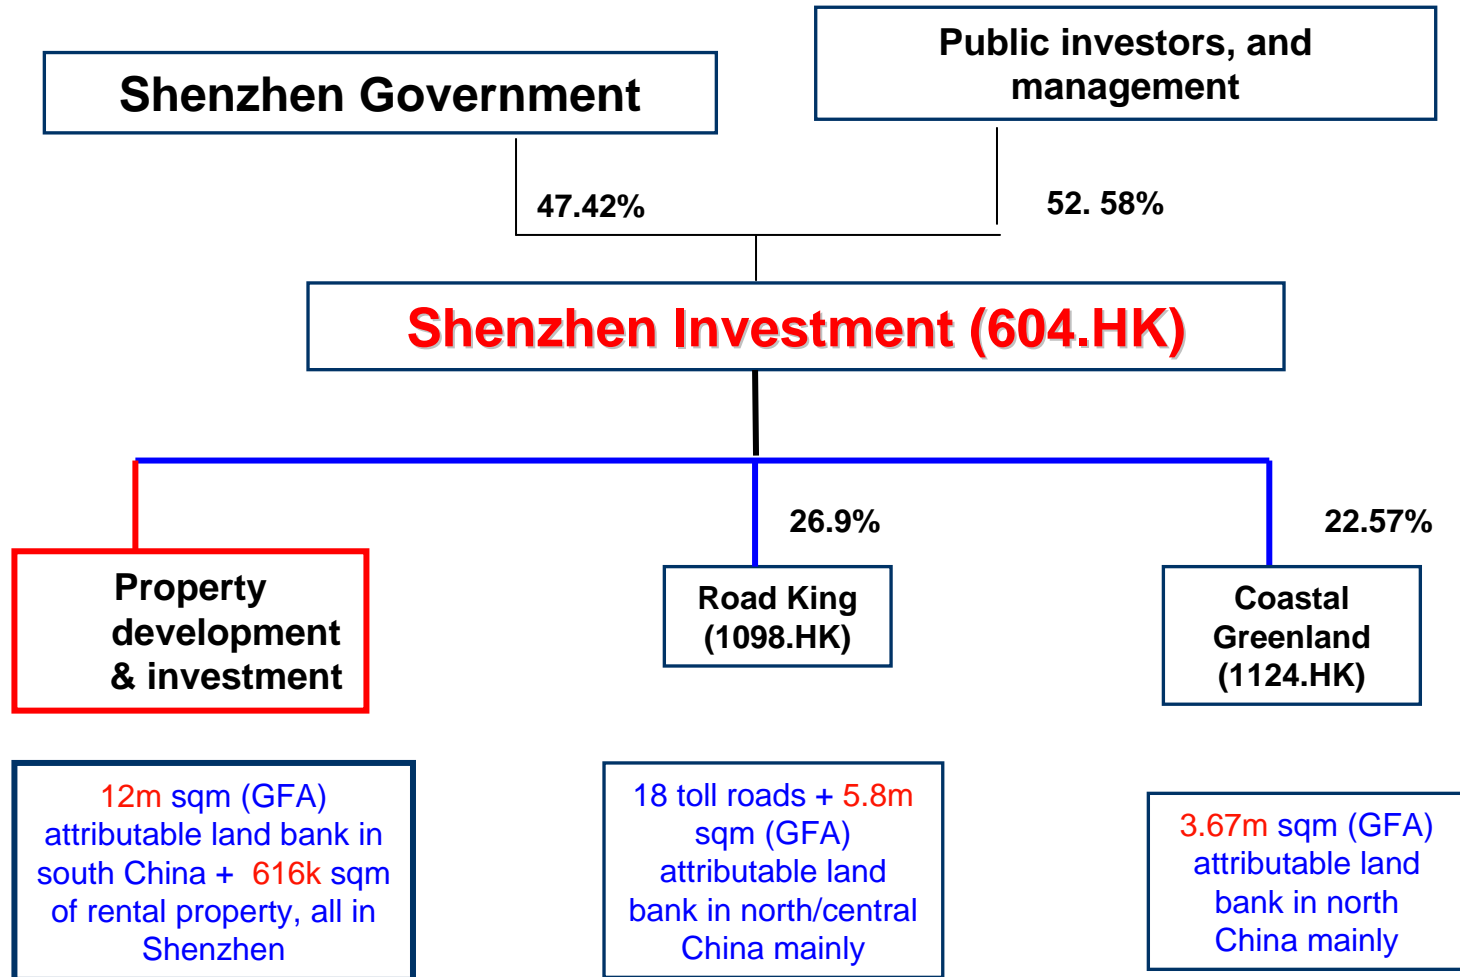 Shenzhen Government
Public investors, and
management
47.42%
52. 58%
Shenzhen Investment (604.HK)
26.9%
22.57%
Property
development
& investment
Road King
(1098.HK)
Coastal
Greenland
(1124.HK)
12m sqm (GFA)
attributable land bank in
south China + 616k sqm
of rental property, all in
Shenzhen
18 toll roads + 5.8m
sqm (GFA)
attributable land
bank in north/central
China mainly
3.67m sqm (GFA)
attributable land
bank in north
China mainly